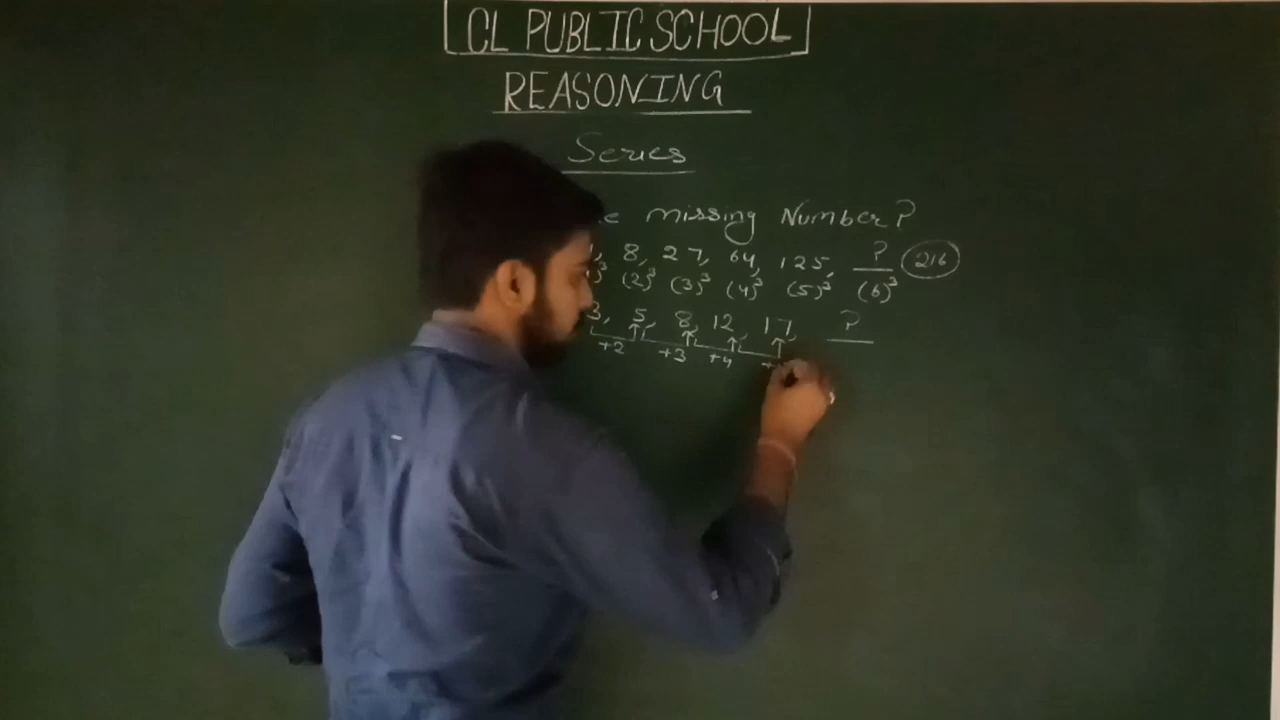 CL PUBLIC SCHOOL
REASONING
Series
missing Number?
1, 8, 27, 64, 125, ? 216
(2)³ (3)³ (4)³ (5)³ (6)³
3, 5, 8, 12, 17, ?
+2 +3 +4